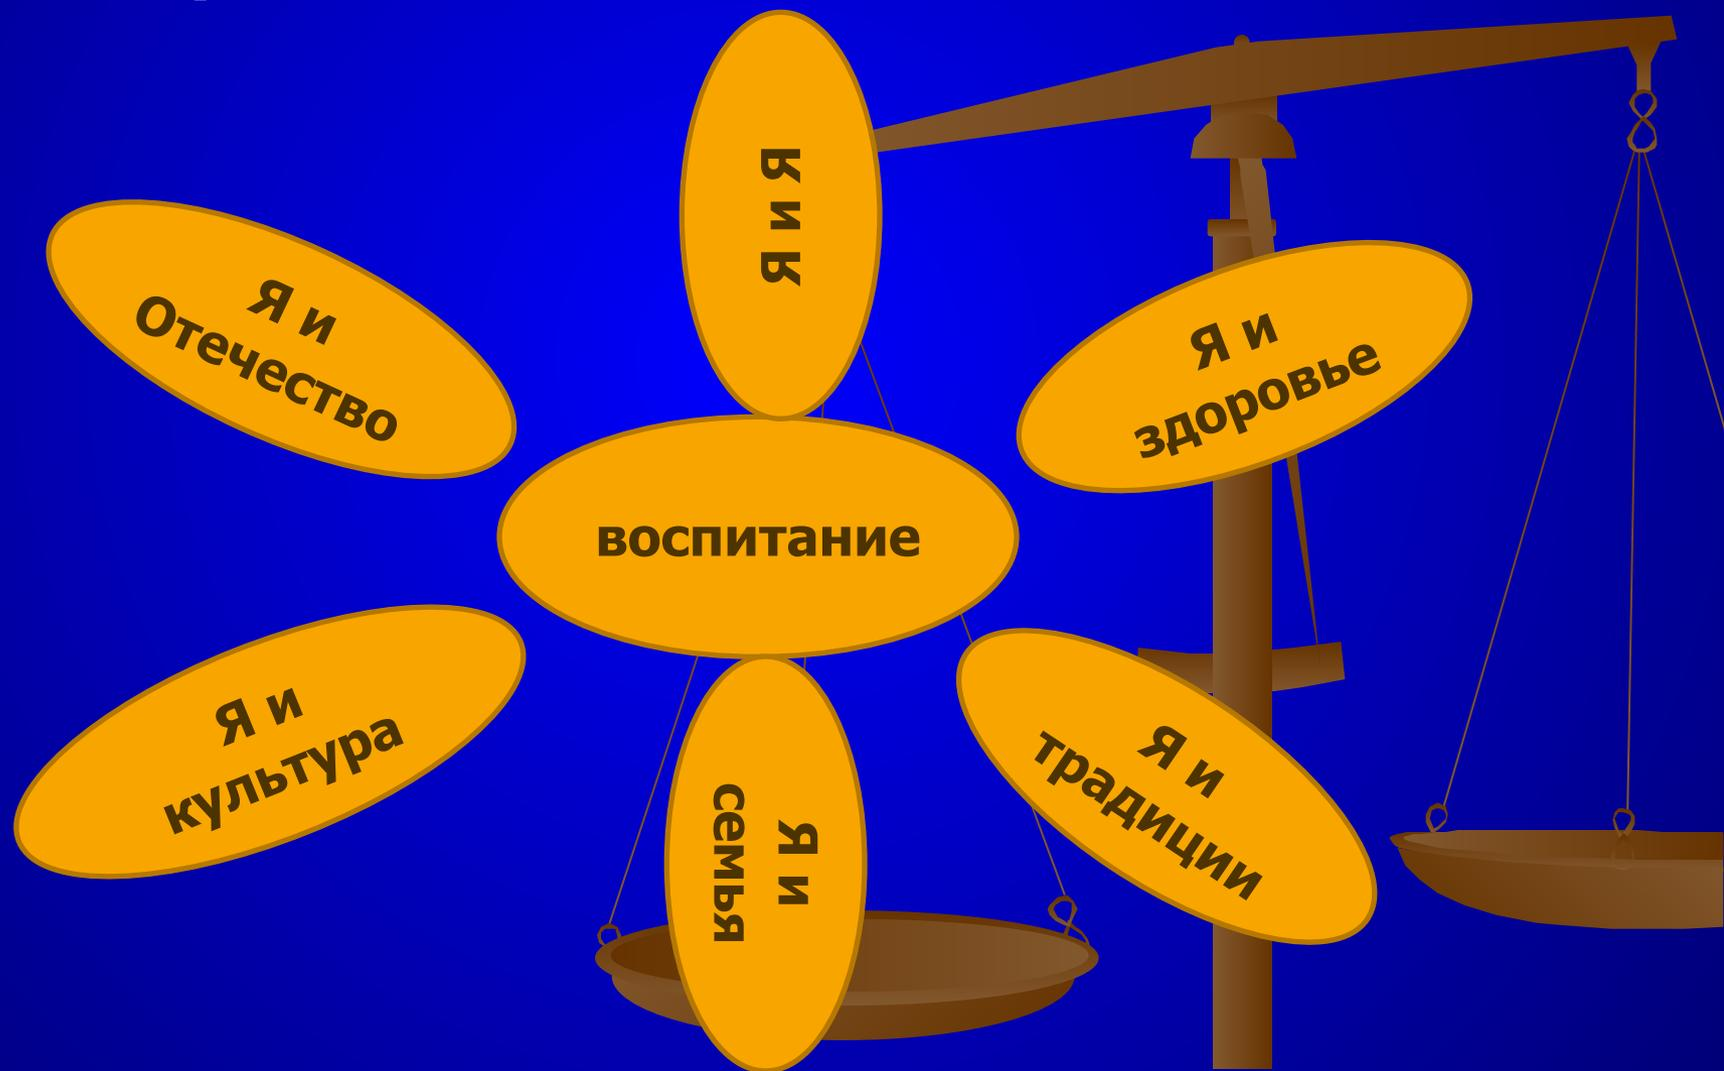 Я и Я
Я и
Отечество
Я и
здоровье
воспитание
Я и
культура
Я и
семья
Я и
традиции